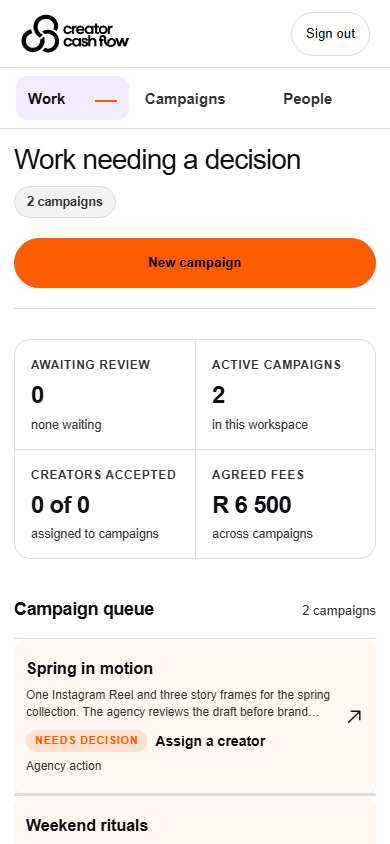 creator
cash flow
Sign out
Work
Campaigns
People
Work needing a decision
2 campaigns
New campaign
AWAITING REVIEW
0
none waiting
ACTIVE CAMPAIGNS
2
in this workspace
CREATORS ACCEPTED
0 of 0
assigned to campaigns
AGREED FEES
R 6 500
across campaigns
Campaign queue
2 campaigns
Spring in motion
One Instagram Reel and three story frames for the spring
collection. The agency reviews the draft before brand…
NEEDS DECISION
Assign a creator
Agency action
Weekend rituals